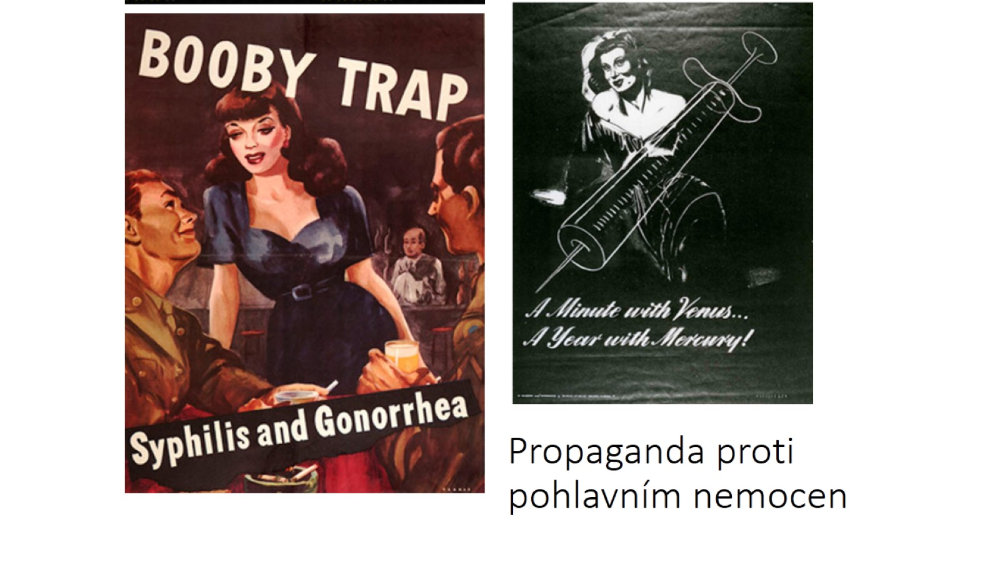 BOOBY TRAP
Syphilis and Gonorrhea
A Minute with Venus...
A Year with Mercury!
Propaganda proti
pohlavním nemocen